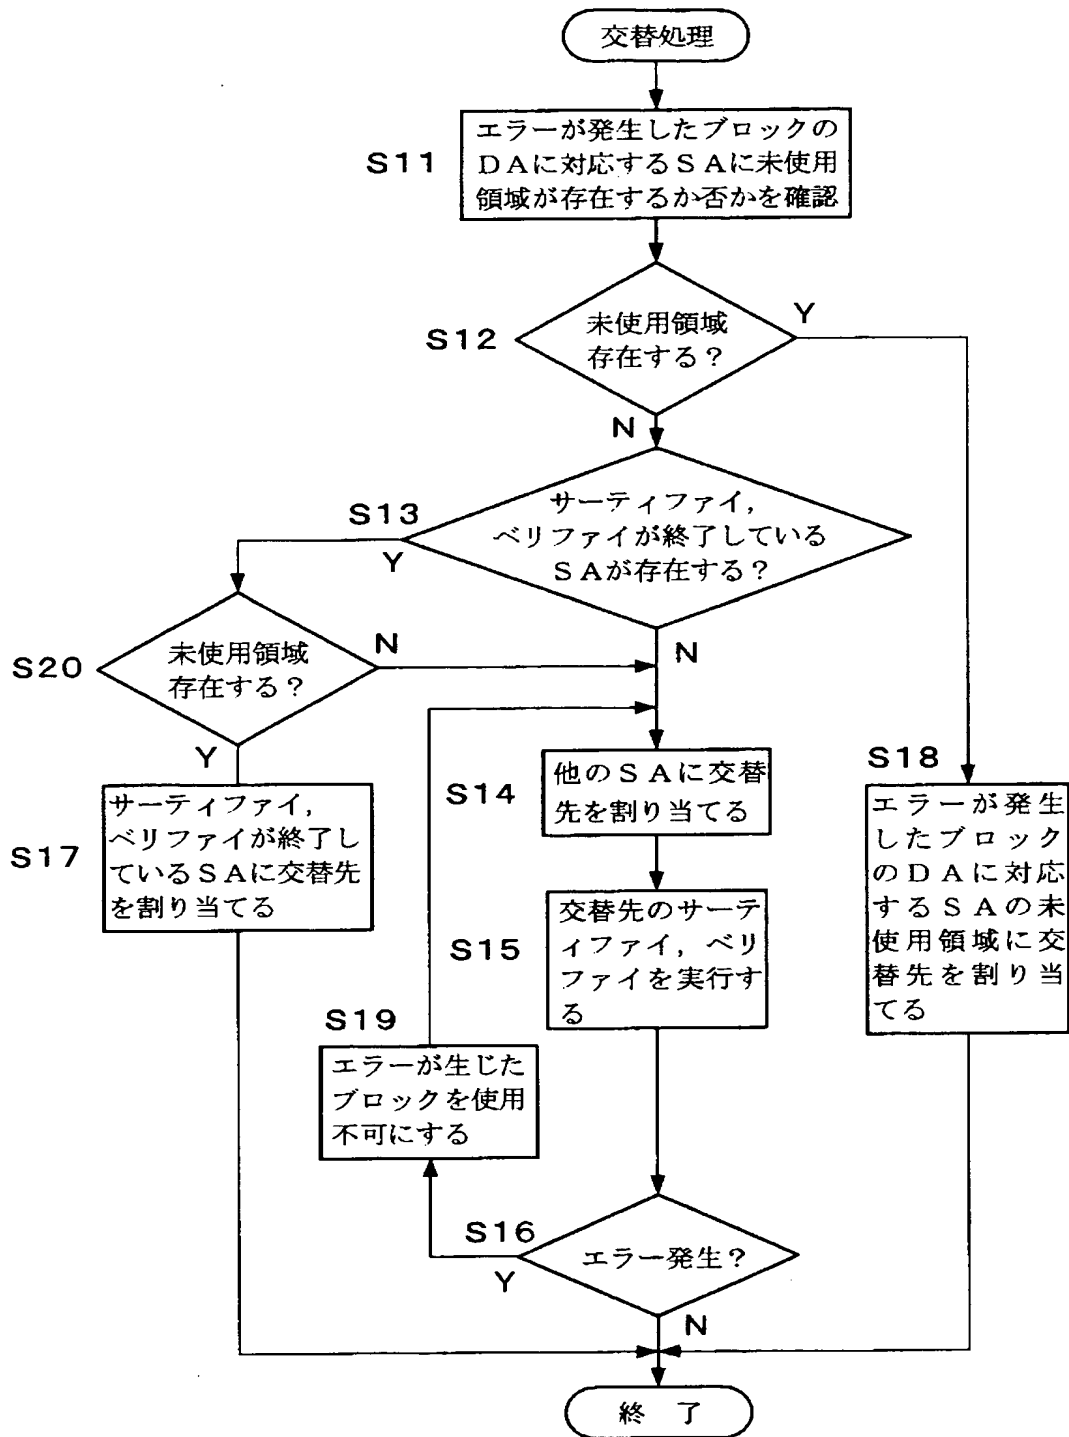 交替処理
S11
エラーが発生したブロックの
DAに対応するSAに未使用
領域が存在するか否かを確認
S12
未使用領域
存在する？
Y
N
S13
サーティファイ，
ベリファイが終了している
SAが存在する？
Y
N
S20
未使用領域
存在する？
N
Y
S14
他のSAに交替
先を割り当てる
S18
エラーが発生
したブロック
のDAに対応
するSAの未
使用領域に交
替先を割り当
てる
S17
サーティファイ，
ベリファイが終了し
ているSAに交替先
を割り当てる
S15
交替先のサーテ
ィファイ，ベリ
ファイを実行す
る
S19
エラーが生じた
ブロックを使用
不可にする
S16
エラー発生？
Y
N
終 了